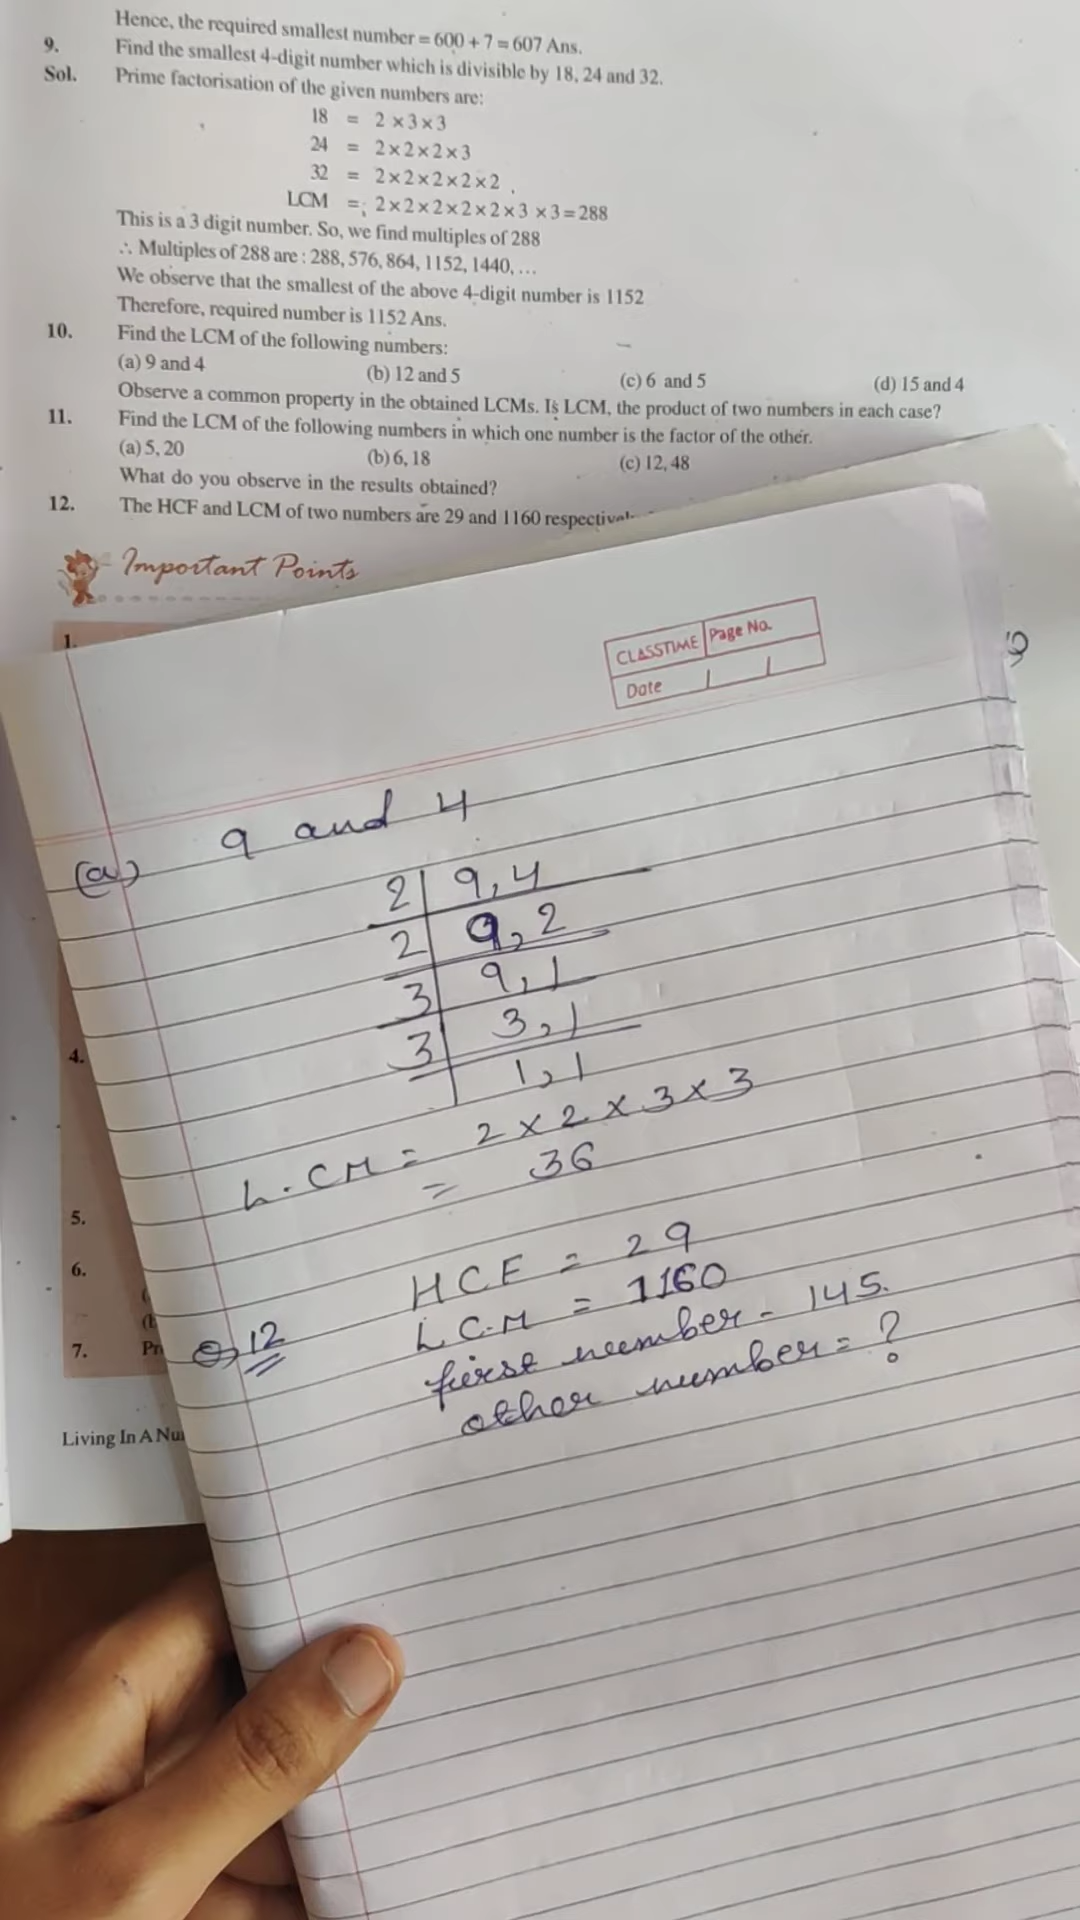 Hence, the required smallest number = 600 + 7 = 607 Ans.
9. Find the smallest 4-digit number which is divisible by 18, 24 and 32.
Sol. Prime factorisation of the given numbers are:
18 = 2 × 3 × 3
24 = 2 × 2 × 2 × 3
32 = 2 × 2 × 2 × 2 × 2
LCM = 2 × 2 × 2 × 2 × 2 × 3 × 3 = 288
This is a 3 digit number. So, we find multiples of 288
∴ Multiples of 288 are : 288, 576, 864, 1152, 1440, ...
We observe that the smallest of the above 4-digit number is 1152
Therefore, required number is 1152 Ans.
10. Find the LCM of the following numbers:
(a) 9 and 4 (b) 12 and 5 (c) 6 and 5 (d) 15 and 4
Observe a common property in the obtained LCMs. Is LCM, the product of two numbers in each case?
11. Find the LCM of the following numbers in which one number is the factor of the other.
(a) 5, 20 (b) 6, 18 (c) 12, 48
What do you observe in the results obtained?
12. The HCF and LCM of two numbers are 29 and 1160
Important Points
1.
CLASSTIME Page No.
Date / /
(a) 9 and 4
2 | 9, 4
2 | 9, 2
3 | 9, 1
3 | 3, 1
1, 1
L.CM = 2 × 2 × 3 × 3
= 36
4.
5.
6.
7.
HCF = 29
Q,12 L C.M = 1160
first number - 145.
other number = ?
Living In A